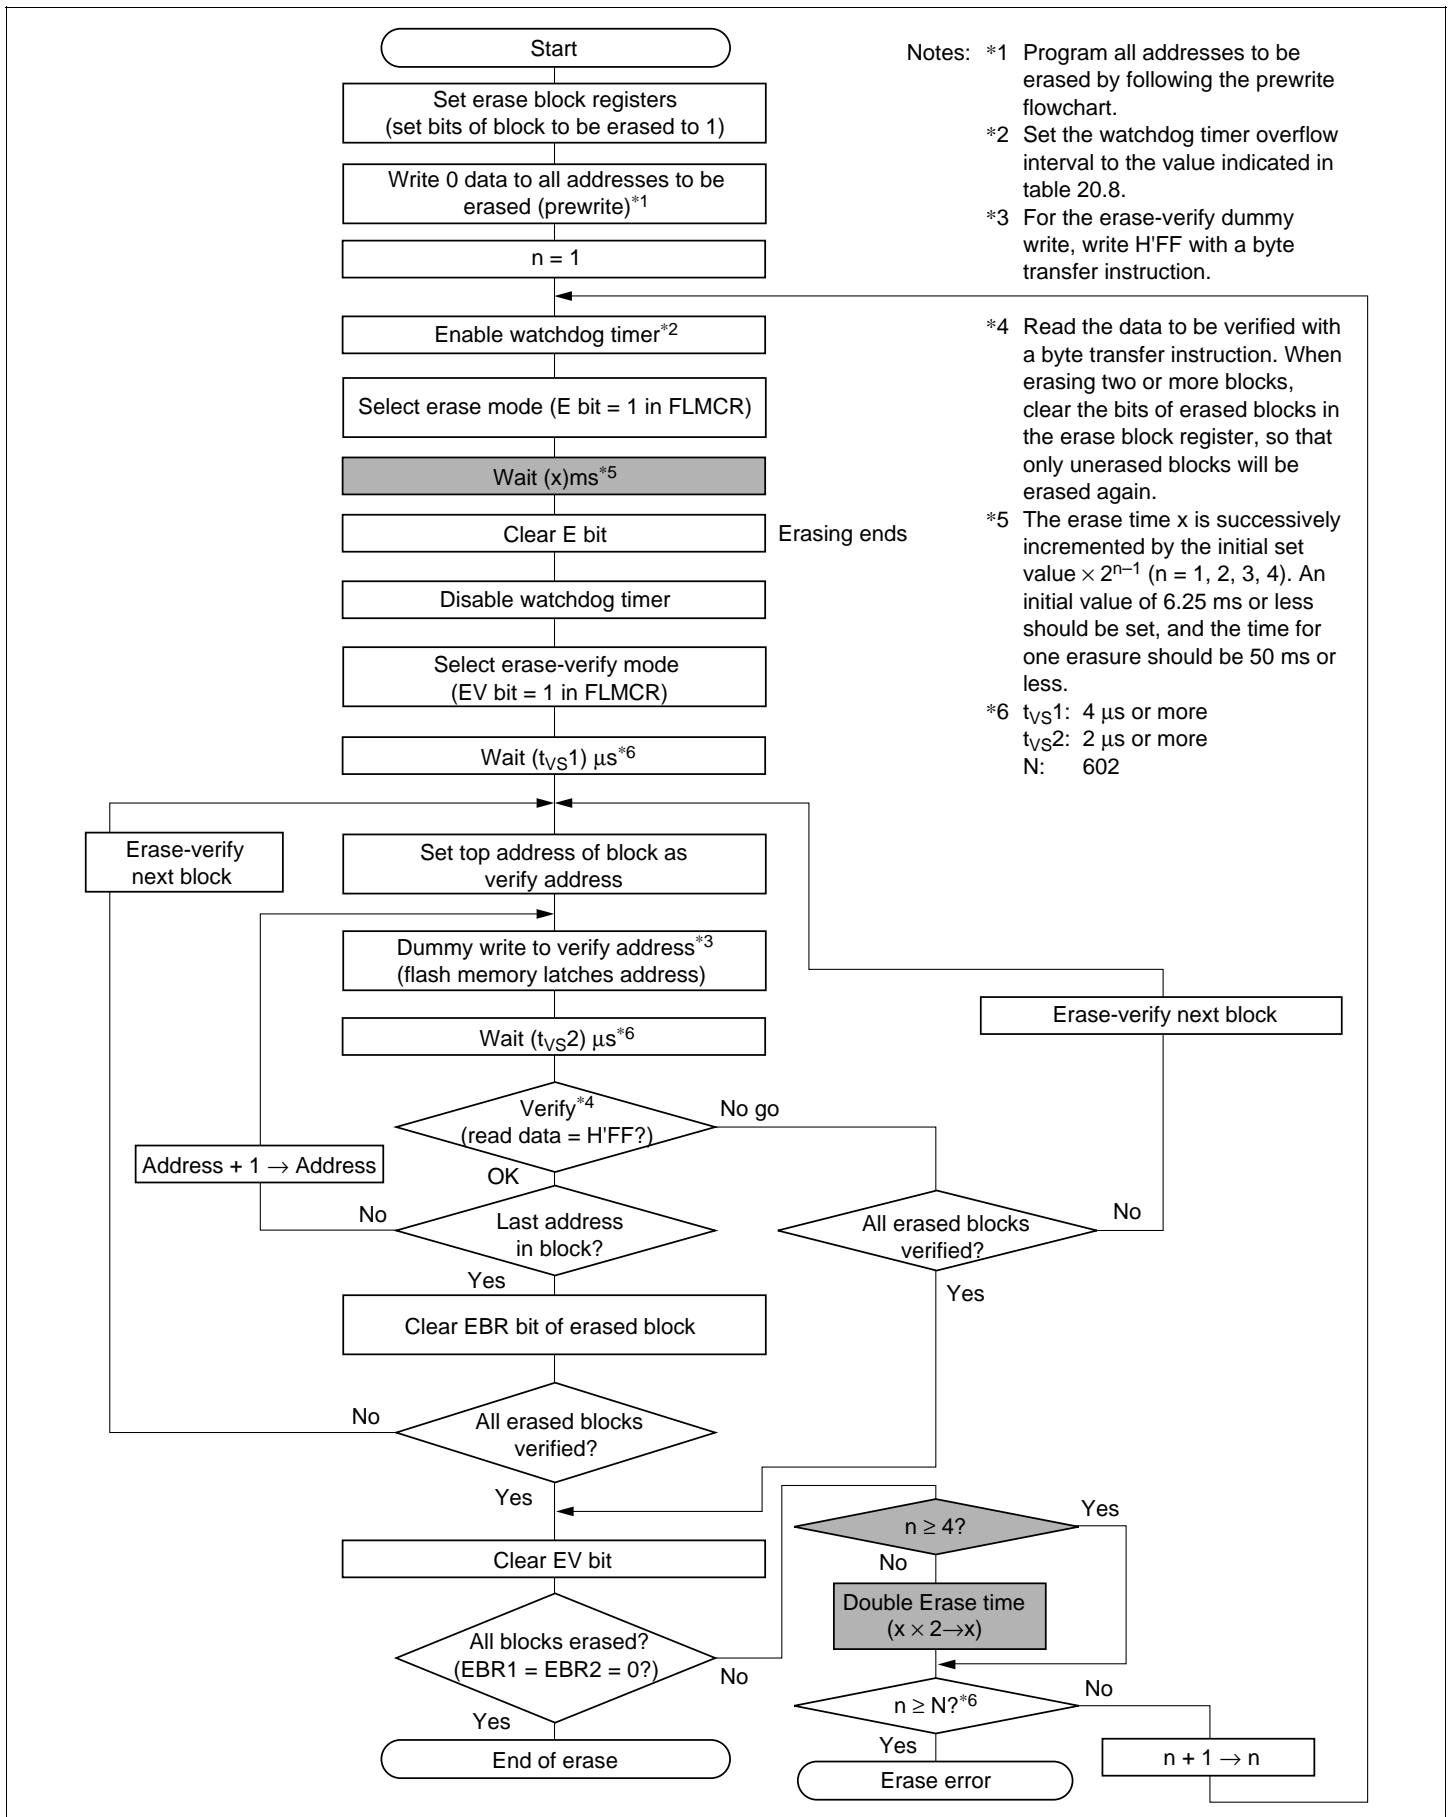 Start
Set erase block registers
(set bits of block to be erased to 1)
Write 0 data to all addresses to be
erased (prewrite)*1
n = 1
Enable watchdog timer*2
Select erase mode (E bit = 1 in FLMCR)
Wait (x)ms*5
Clear E bit
Erasing ends
Disable watchdog timer
Select erase-verify mode
(EV bit = 1 in FLMCR)
Wait (tVS1) μs*6
Erase-verify
next block
Set top address of block as
verify address
Dummy write to verify address*3
(flash memory latches address)
Wait (tVS2) μs*6
Erase-verify next block
Verify*4
(read data = H'FF?)
No go
OK
Address + 1 → Address
No
Last address
in block?
Yes
All erased blocks
verified?
No
Yes
Clear EBR bit of erased block
No
All erased blocks
verified?
Yes
Clear EV bit
n ≥ 4?
Yes
No
Double Erase time
(x × 2→x)
All blocks erased?
(EBR1 = EBR2 = 0?)
No
Yes
End of erase
n ≥ N?*6
No
Yes
Erase error
n + 1 → n
Notes: *1 Program all addresses to be
erased by following the prewrite
flowchart.
*2 Set the watchdog timer overflow
interval to the value indicated in
table 20.8.
*3 For the erase-verify dummy
write, write H'FF with a byte
transfer instruction.
*4 Read the data to be verified with
a byte transfer instruction. When
erasing two or more blocks,
clear the bits of erased blocks in
the erase block register, so that
only unerased blocks will be
erased again.
*5 The erase time x is successively
incremented by the initial set
value × 2n–1 (n = 1, 2, 3, 4). An
initial value of 6.25 ms or less
should be set, and the time for
one erasure should be 50 ms or
less.
*6 tVS1: 4 μs or more
tVS2: 2 μs or more
N: 602